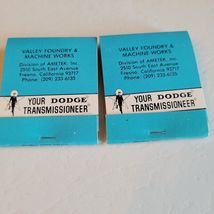 VALLEY FOUNDRY &
MACHINE WORKS
Division of AMETEK, Inc.
2510 South East Avenue
Fresno, California 93717
Phone: (209) 233-6135
YOUR DODGE
TRANSMISSIONEER
VALLEY FOUNDRY &
MACHINE WORKS
Division of AMETEK, Inc.
2510 South East Avenue
Fresno, California 93717
Phone: (209) 233-6135
YOUR DODGE
TRANSMISSIONEER